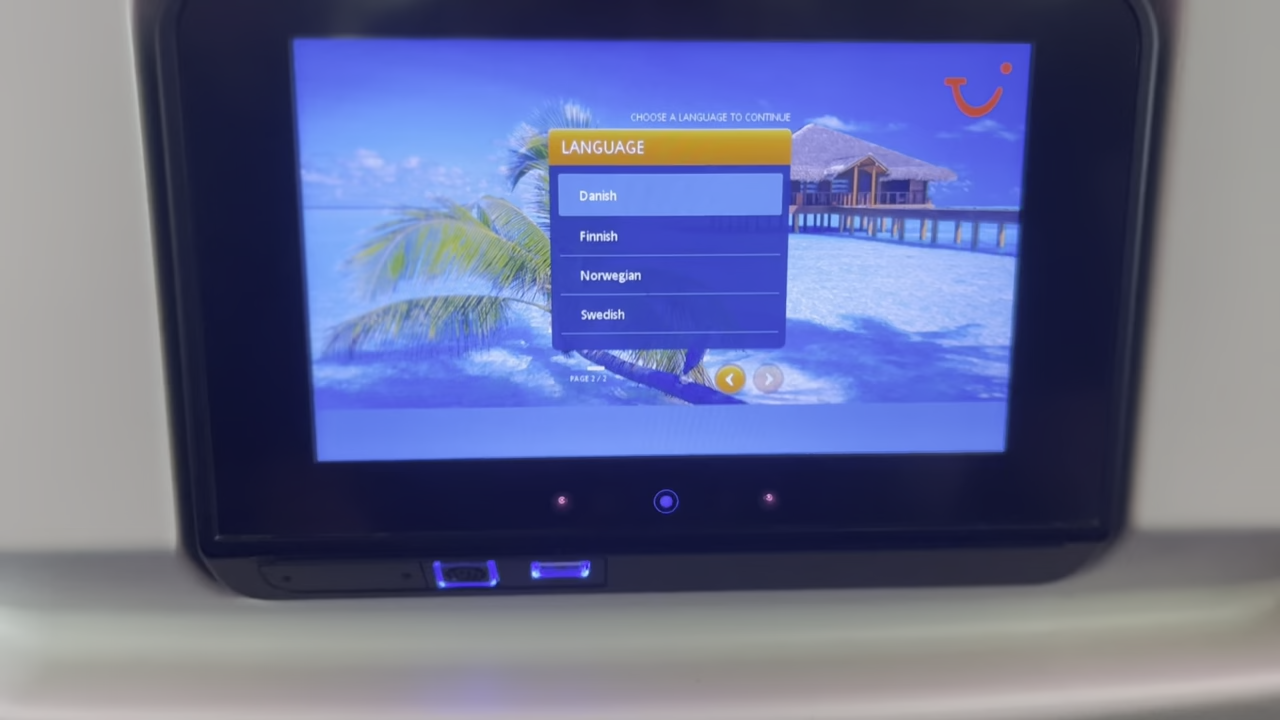 CHOOSE A LANGUAGE TO CONTINUE
LANGUAGE
Danish
Finnish
Norwegian
Swedish
PAGE 2 / 2